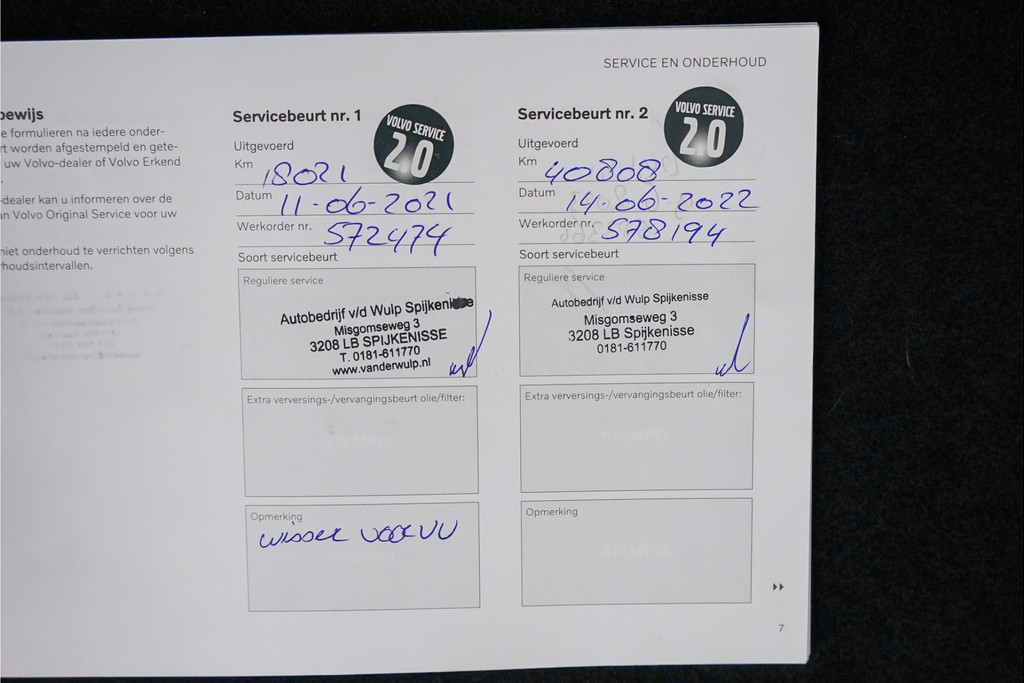 SERVICE EN ONDERHOUD
bewijs
e formulieren na iedere onder-
rt worden afgestempeld en gete-
uw Volvo-dealer of Volvo Erkend
-dealer kan u informeren over de
n Volvo Original Service voor uw
niet onderhoud te verrichten volgens
houdsintervallen.
Servicebeurt nr. 1
VOLVO SERVICE
2.0
Uitgevoerd
Km 18021
Datum 11-06-2021
Werkorder nr. 572474
Soort servicebeurt
Reguliere service
Autobedrijf v/d Wulp Spijkenisse
Misgomseweg 3
3208 LB SPIJKENISSE
T. 0181-611770
www.vanderwulp.nl
Extra verversings-/vervangingsbeurt olie/filter:
STEMPEL
Opmerking
wisser voor VV
STEMPEL
Servicebeurt nr. 2
VOLVO SERVICE
2.0
Uitgevoerd
Km 40808
Datum 14-06-2022
Werkorder nr. 578194
Soort servicebeurt
Reguliere service
Autobedrijf v/d Wulp Spijkenisse
Misgomseweg 3
3208 LB Spijkenisse
0181-611770
Extra verversings-/vervangingsbeurt olie/filter:
STEMPEL
Opmerking
STEMPEL
7